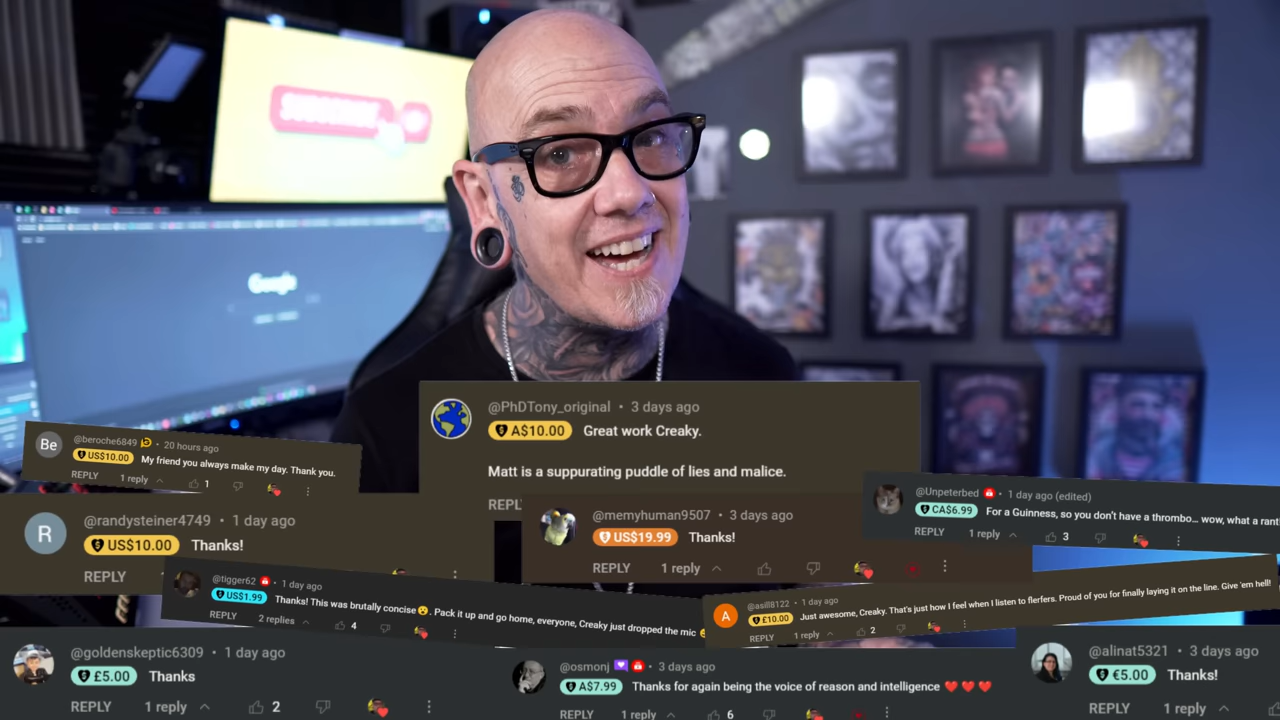 SUBSCRIBE
Google
@PhDTony_original • 3 days ago
A$10.00 Great work Creaky.
Matt is a suppurating puddle of lies and malice.
REPL
@beroche6849 • 20 hours ago
Be
US$10.00 My friend you always make my day. Thank you.
REPLY 1 reply 1
@Unpeterbed • 1 day ago (edited)
CA$6.99 For a Guinness, so you don't have a thrombo... wow, what a rant
REPLY 1 reply 3
@randysteiner4749 • 1 day ago
R
US$10.00 Thanks!
REPLY
@memyhuman9507 • 3 days ago
US$19.99 Thanks!
REPLY 1 reply
@tigger62 • 1 day ago
US$1.99 Thanks! This was brutally concise 😮. Pack it up and go home, everyone, Creaky just dropped the mic
REPLY 2 replies 4
@asill8122 • 1 day ago
A
£10.00 Just awesome, Creaky. That's just how I feel when I listen to flerfers. Proud of you for finally laying it on the line. Give 'em hell!
REPLY 1 reply 2
@goldenskeptic6309 • 1 day ago
£5.00 Thanks
REPLY 1 reply 2
@osmonj • 3 days ago
A$7.99 Thanks for again being the voice of reason and intelligence ❤️❤️❤️
REPLY 1 reply 6
@alinat5321 • 3 days ago
€5.00 Thanks!
REPLY 1 reply